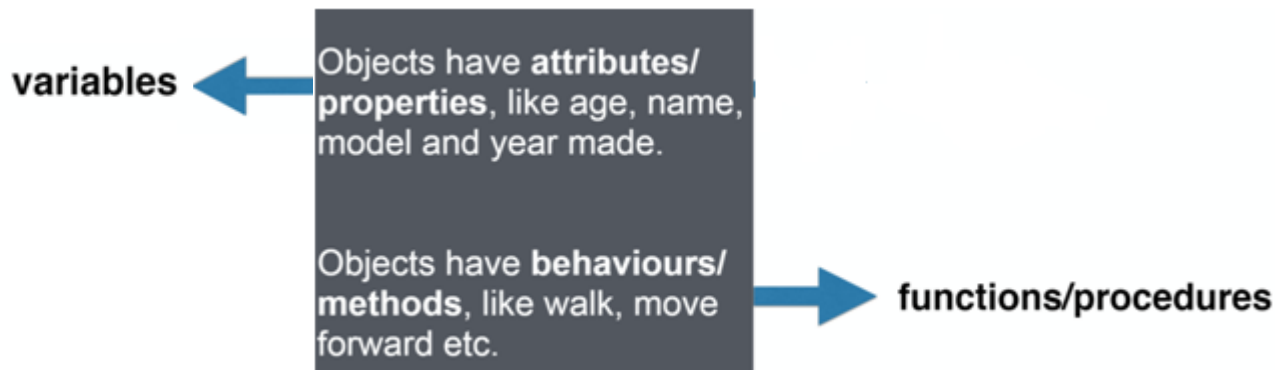 variables
Objects have attributes/
properties, like age, name,
model and year made.
Objects have behaviours/
methods, like walk, move
forward etc.
functions/procedures